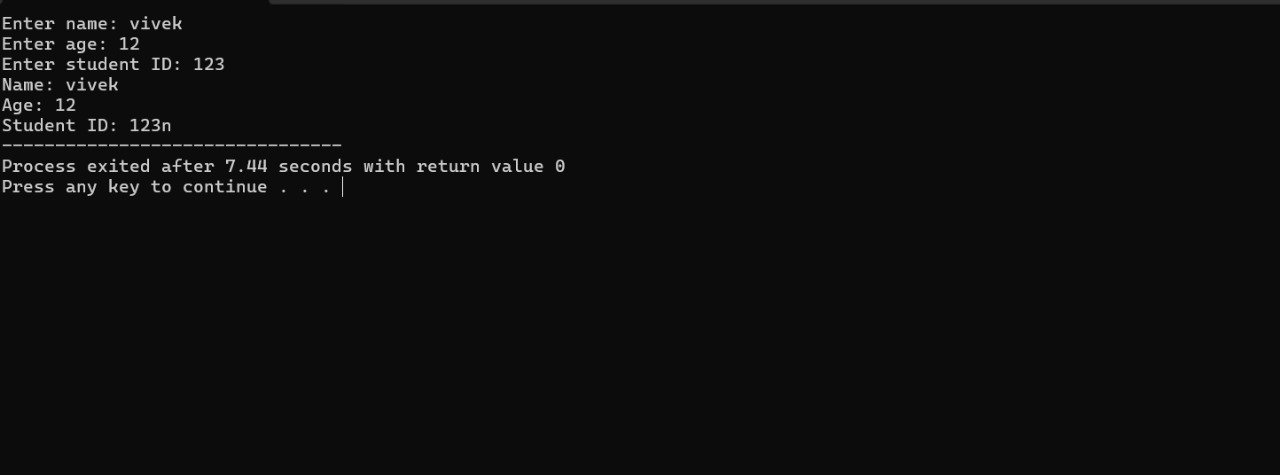 Enter name: vivek
Enter age: 12
Enter student ID: 123
Name: vivek
Age: 12
Student ID: 123n
--------------------------------
Process exited after 7.44 seconds with return value 0
Press any key to continue . . .